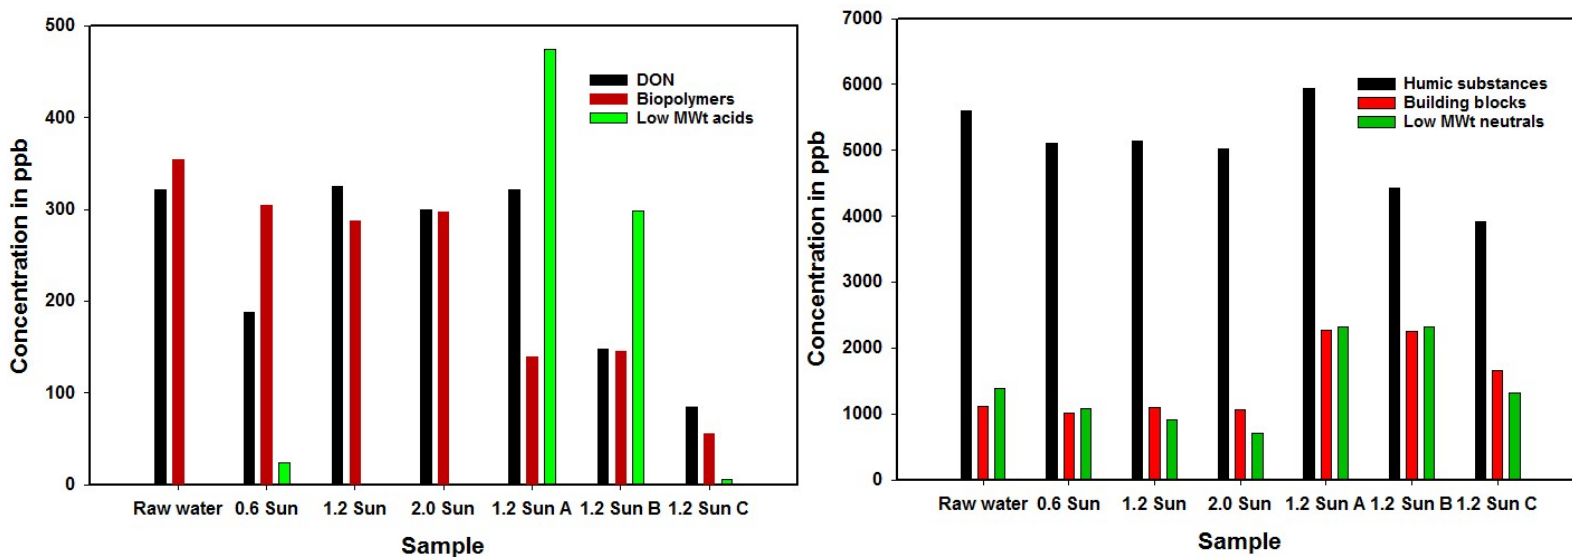 500
400
300
200
100
0
Concentration in ppb
DON
Biopolymers
Low MWt acids
Raw water 0.6 Sun 1.2 Sun 2.0 Sun 1.2 Sun A 1.2 Sun B 1.2 Sun C
Sample
7000
6000
5000
4000
3000
2000
1000
0
Concentration in ppb
Humic substances
Building blocks
Low MWt neutrals
Raw water 0.6 Sun 1.2 Sun 2.0 Sun 1.2 Sun A 1.2 Sun B 1.2 Sun C
Sample